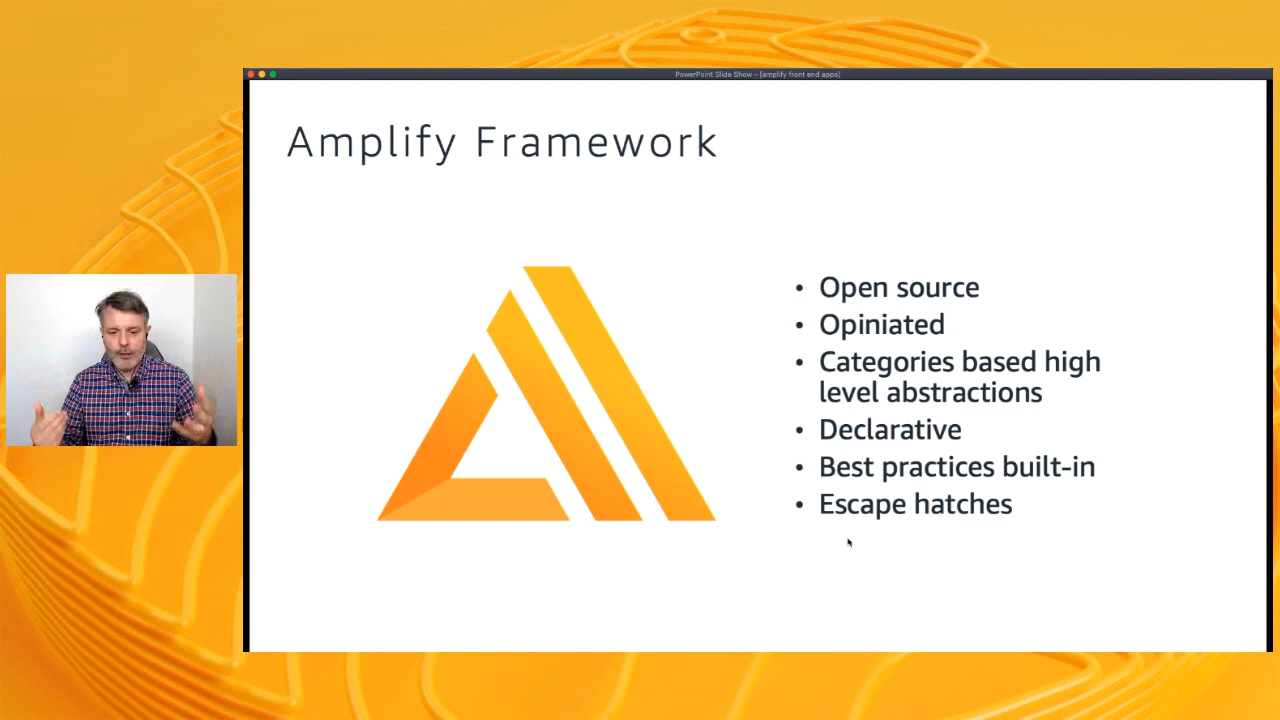 PowerPoint Slide Show – [amplify front end apps]
Amplify Framework
• Open source
• Opiniated
• Categories based high
level abstractions
• Declarative
• Best practices built-in
• Escape hatches